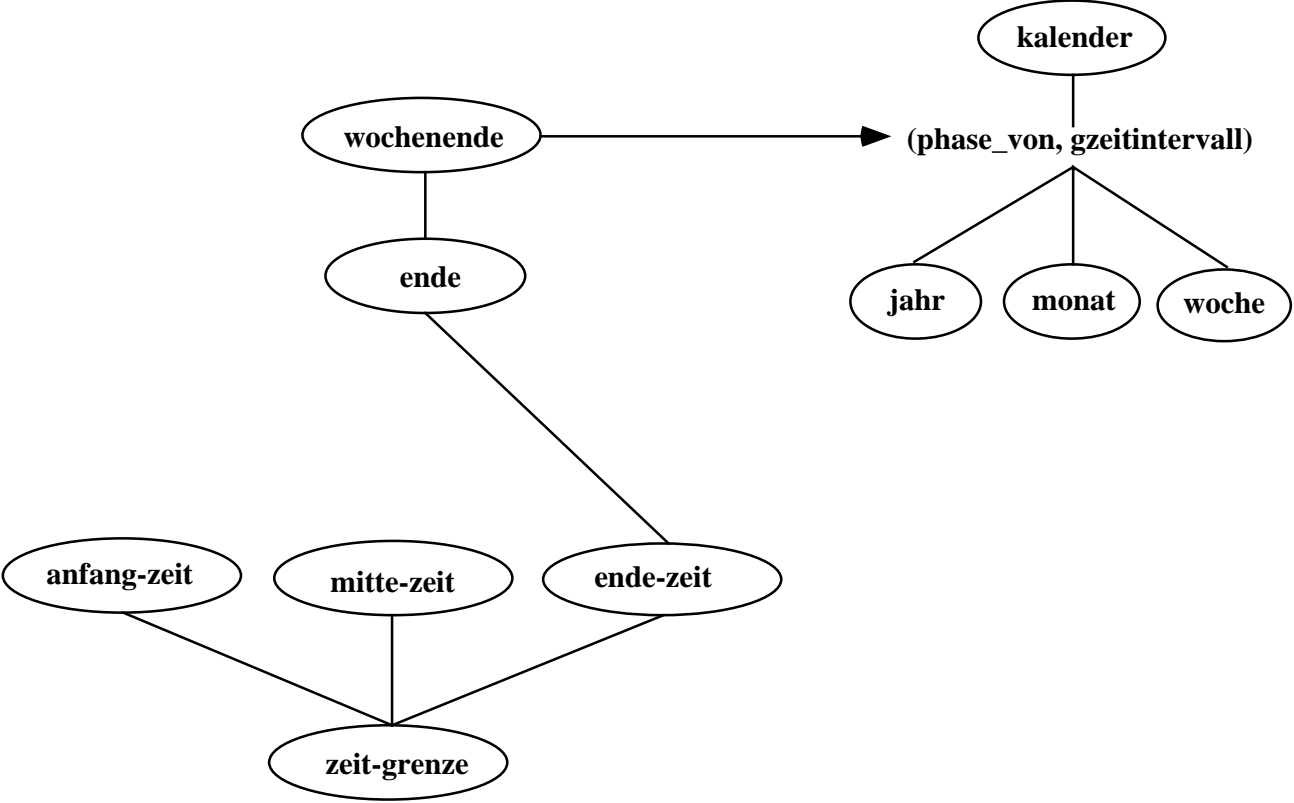 kalender
wochenende
(phase_von, gzeitintervall)
ende
jahr
monat
woche
anfang-zeit
mitte-zeit
ende-zeit
zeit-grenze